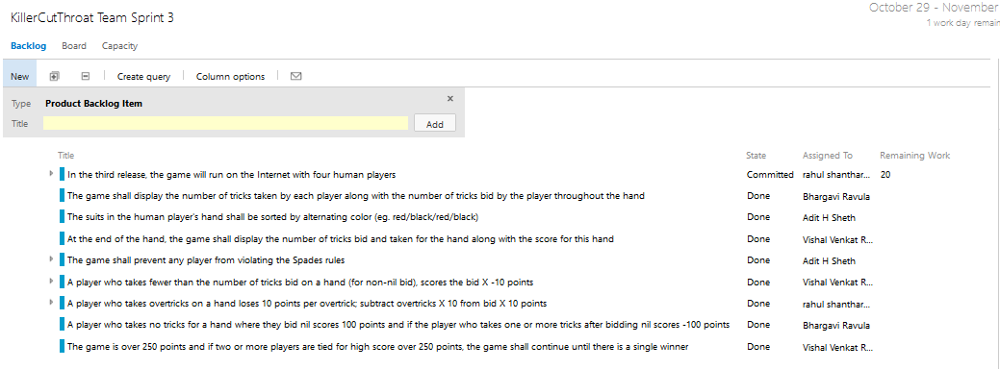 KillerCutThroat Team Sprint 3
October 29 - November
1 work day remain
Backlog Board Capacity
New Create query Column options
Type Product Backlog Item x
Title Add
Title State Assigned To Remaining Work
In the third release, the game will run on the Internet with four human players Committed rahul shanthar... 20
The game shall display the number of tricks taken by each player along with the number of tricks bid by the player throughout the hand Done Bhargavi Ravula
The suits in the human player's hand shall be sorted by alternating color (eg. red/black/red/black) Done Adit H Sheth
At the end of the hand, the game shall display the number of tricks bid and taken for the hand along with the score for this hand Done Vishal Venkat R...
The game shall prevent any player from violating the Spades rules Done Adit H Sheth
A player who takes fewer than the number of tricks bid on a hand (for non-nil bid), scores the bid X -10 points Done Vishal Venkat R...
A player who takes overtricks on a hand loses 10 points per overtrick; subtract overtricks X 10 from bid X 10 points Done rahul shanthar...
A player who takes no tricks for a hand where they bid nil scores 100 points and if the player who takes one or more tricks after bidding nil scores -100 points Done Bhargavi Ravula
The game is over 250 points and if two or more players are tied for high score over 250 points, the game shall continue until there is a single winner Done Vishal Venkat R...